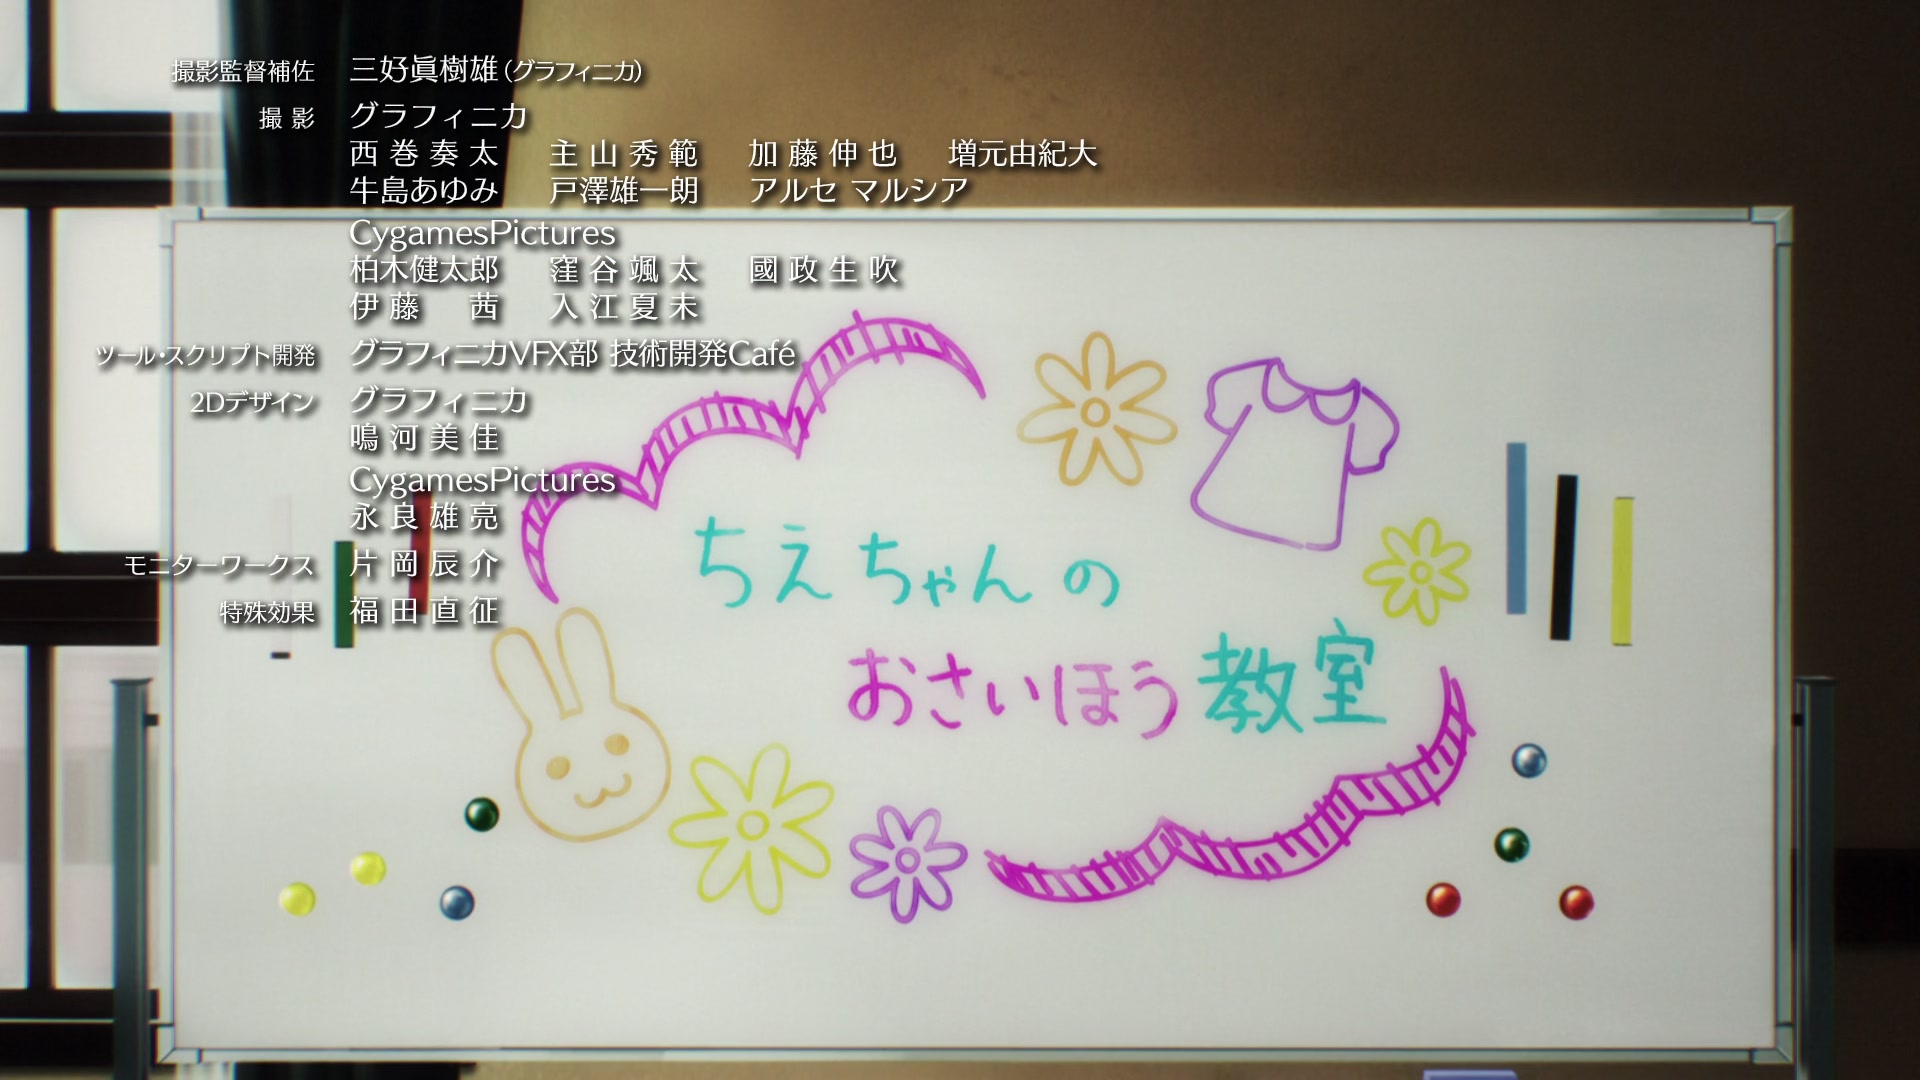 撮影監督補佐 三好眞樹雄(グラフィニカ)
撮影 グラフィニカ
西巻奏太 主山秀範 加藤伸也 増元由紀大
牛島あゆみ 戸澤雄一朗 アルセ マルシア
CygamesPictures
柏木健太郎 窪谷颯太 國政生吹
伊藤茜 入江夏未
ツール・スクリプト開発 グラフィニカVFX部 技術開発Café
2Dデザイン グラフィニカ
鳴河美佳
CygamesPictures
永良雄亮
モニターワークス 片岡辰介
特殊効果 福田直征
ちえちゃんの
おさいほう教室